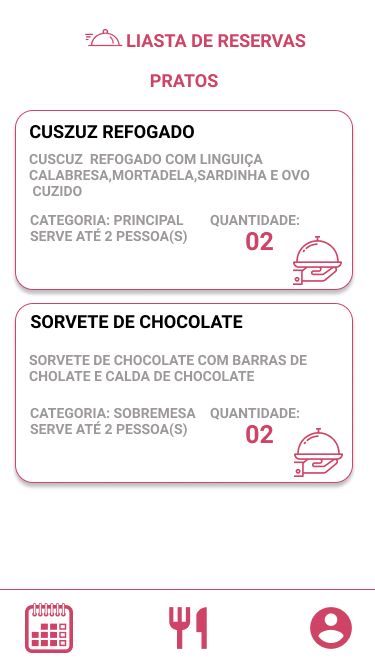 LIASTA DE RESERVAS
PRATOS
CUSZUZ REFOGADO
CUSCUZ  REFOGADO COM LINGUIÇA
CALABRESA,MORTADELA,SARDINHA E OVO
CUZIDO
CATEGORIA: PRINCIPAL
SERVE ATÉ 2 PESSOA(S)
QUANTIDADE:
02
SORVETE DE CHOCOLATE
SORVETE DE CHOCOLATE COM BARRAS DE
CHOLATE E CALDA DE CHOCOLATE
CATEGORIA: SOBREMESA
SERVE ATÉ 2 PESSOA(S)
QUANTIDADE:
02